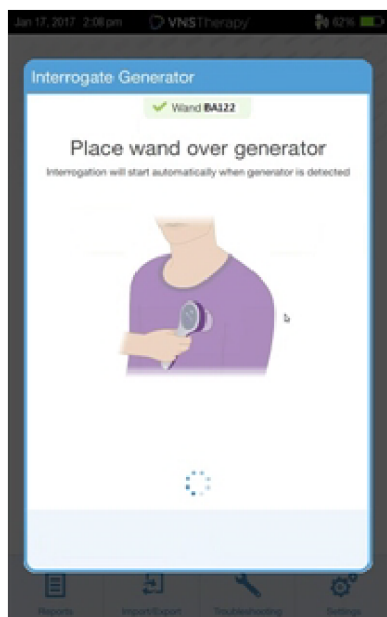 Jan 17, 2017 2:08 pm VNSTherapy 62%
Interrogate Generator
Wand BA122
Place wand over generator
Interrogation will start automatically when generator is detected
Reports Import/Export Troubleshooting Settings